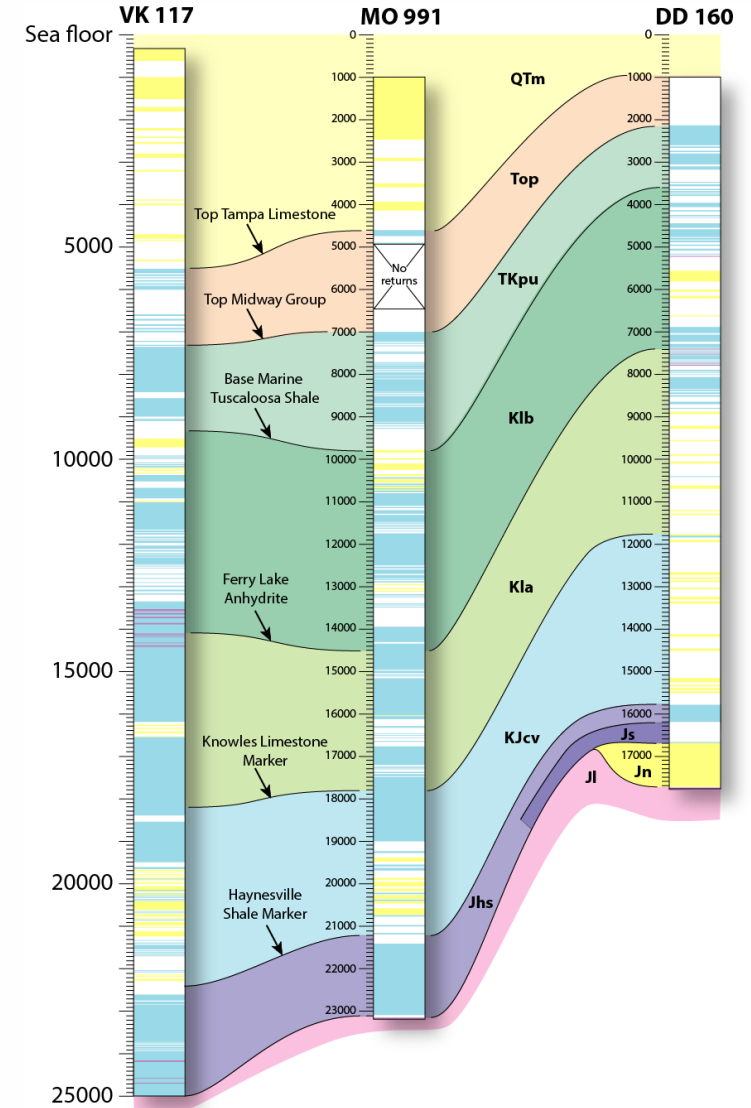 VK 117
MO 991
DD 160
Sea floor
0
0
1000
1000
QTm
2000
2000
3000
3000
Top
4000
4000
Top Tampa Limestone
5000
5000
5000
No
returns
TKpu
6000
6000
Top Midway Group
7000
7000
8000
8000
Base Marine
Tuscaloosa Shale
9000
9000
Klb
10000
10000
10000
11000
11000
12000
12000
Ferry Lake
Anhydrite
13000
13000
Kla
14000
14000
15000
15000
15000
16000
16000
Knowles Limestone
Marker
KJcv
Js
17000
17000
Jl
Jn
18000
19000
20000
20000
Haynesville
Shale Marker
Jhs
21000
22000
23000
25000